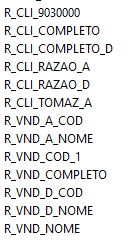 R_CLI_9030000
R_CLI_COMPLETO
R_CLI_COMPLETO_D
R_CLI_RAZAO_A
R_CLI_RAZAO_D
R_CLI_TOMAZ_A
R_VND_A_COD
R_VND_A_NOME
R_VND_COD_1
R_VND_COMPLETO
R_VND_D_COD
R_VND_D_NOME
R_VND_NOME